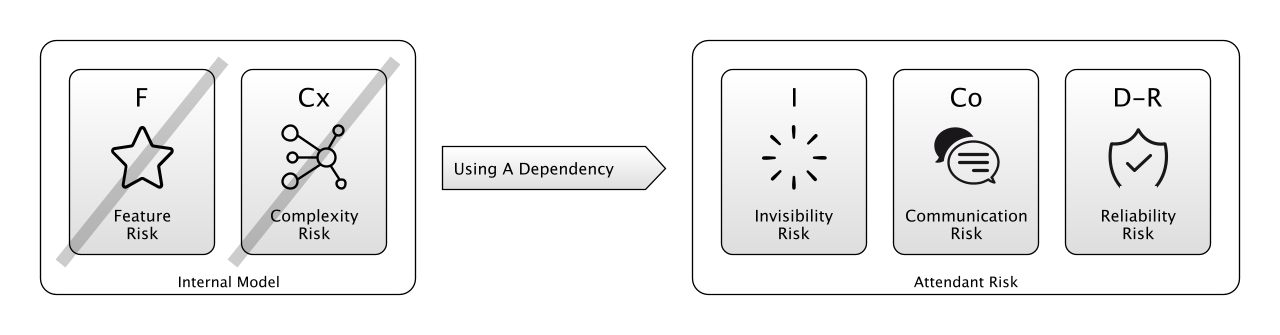 F
Feature
Risk
Cx
Complexity
Risk
Internal Model
Using A Dependency
I
Invisibility
Risk
Co
Communication
Risk
D-R
Reliability
Risk
Attendant Risk